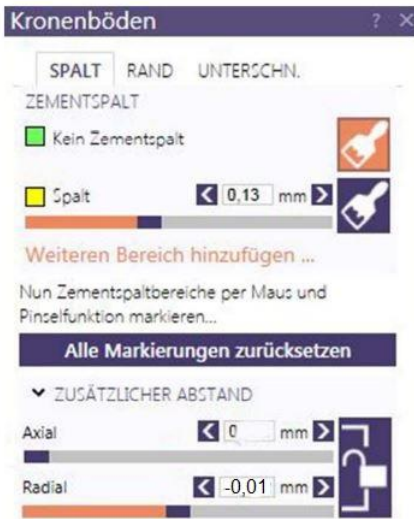 Kronenböden ? X
SPALT RAND UNTERSCHN.
ZEMENTSPALT
Kein Zementspalt
Spalt 0,13 mm
Weiteren Bereich hinzufügen ...
Nun Zementspaltbereiche per Maus und
Pinselfunktion markieren...
Alle Markierungen zurücksetzen
ZUSÄTZLICHER ABSTAND
Axial 0 mm
Radial -0,01 mm